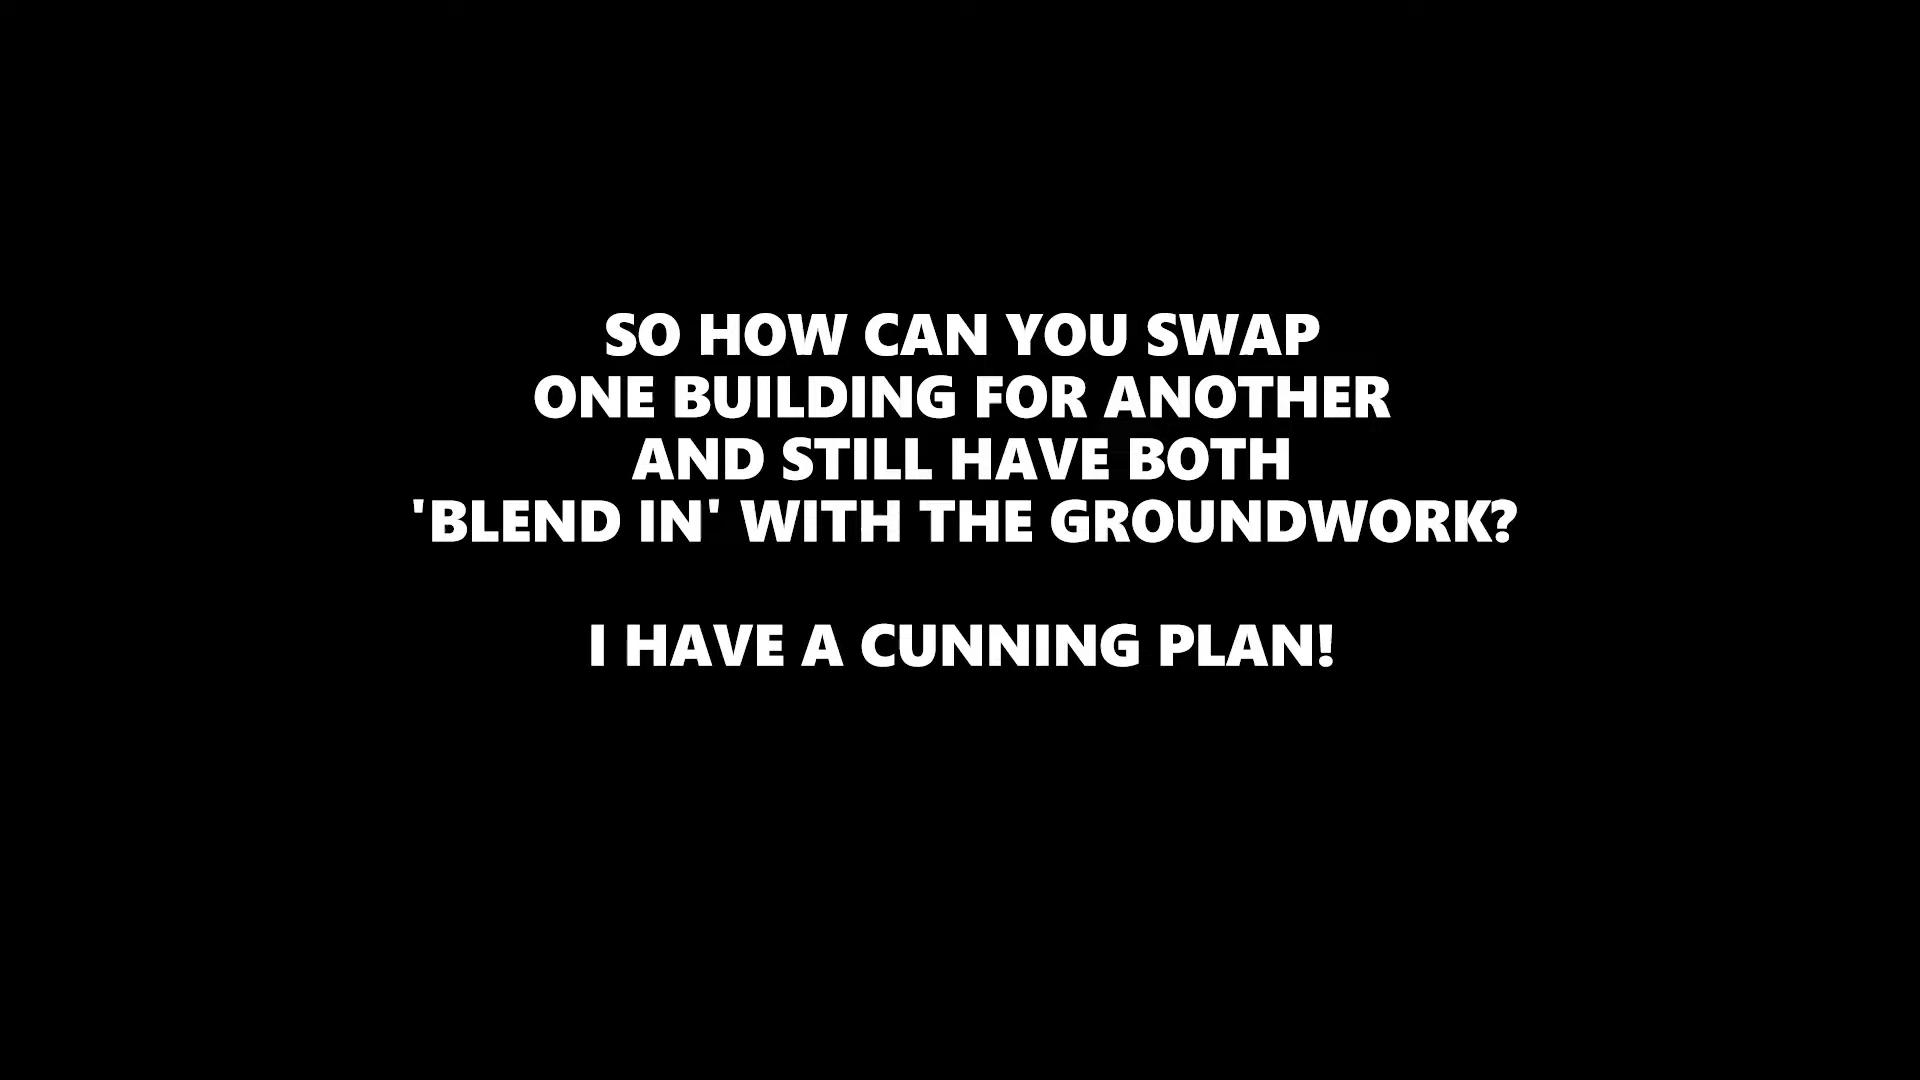 SO HOW CAN YOU SWAP
ONE BUILDING FOR ANOTHER
AND STILL HAVE BOTH
'BLEND IN' WITH THE GROUNDWORK?
I HAVE A CUNNING PLAN!